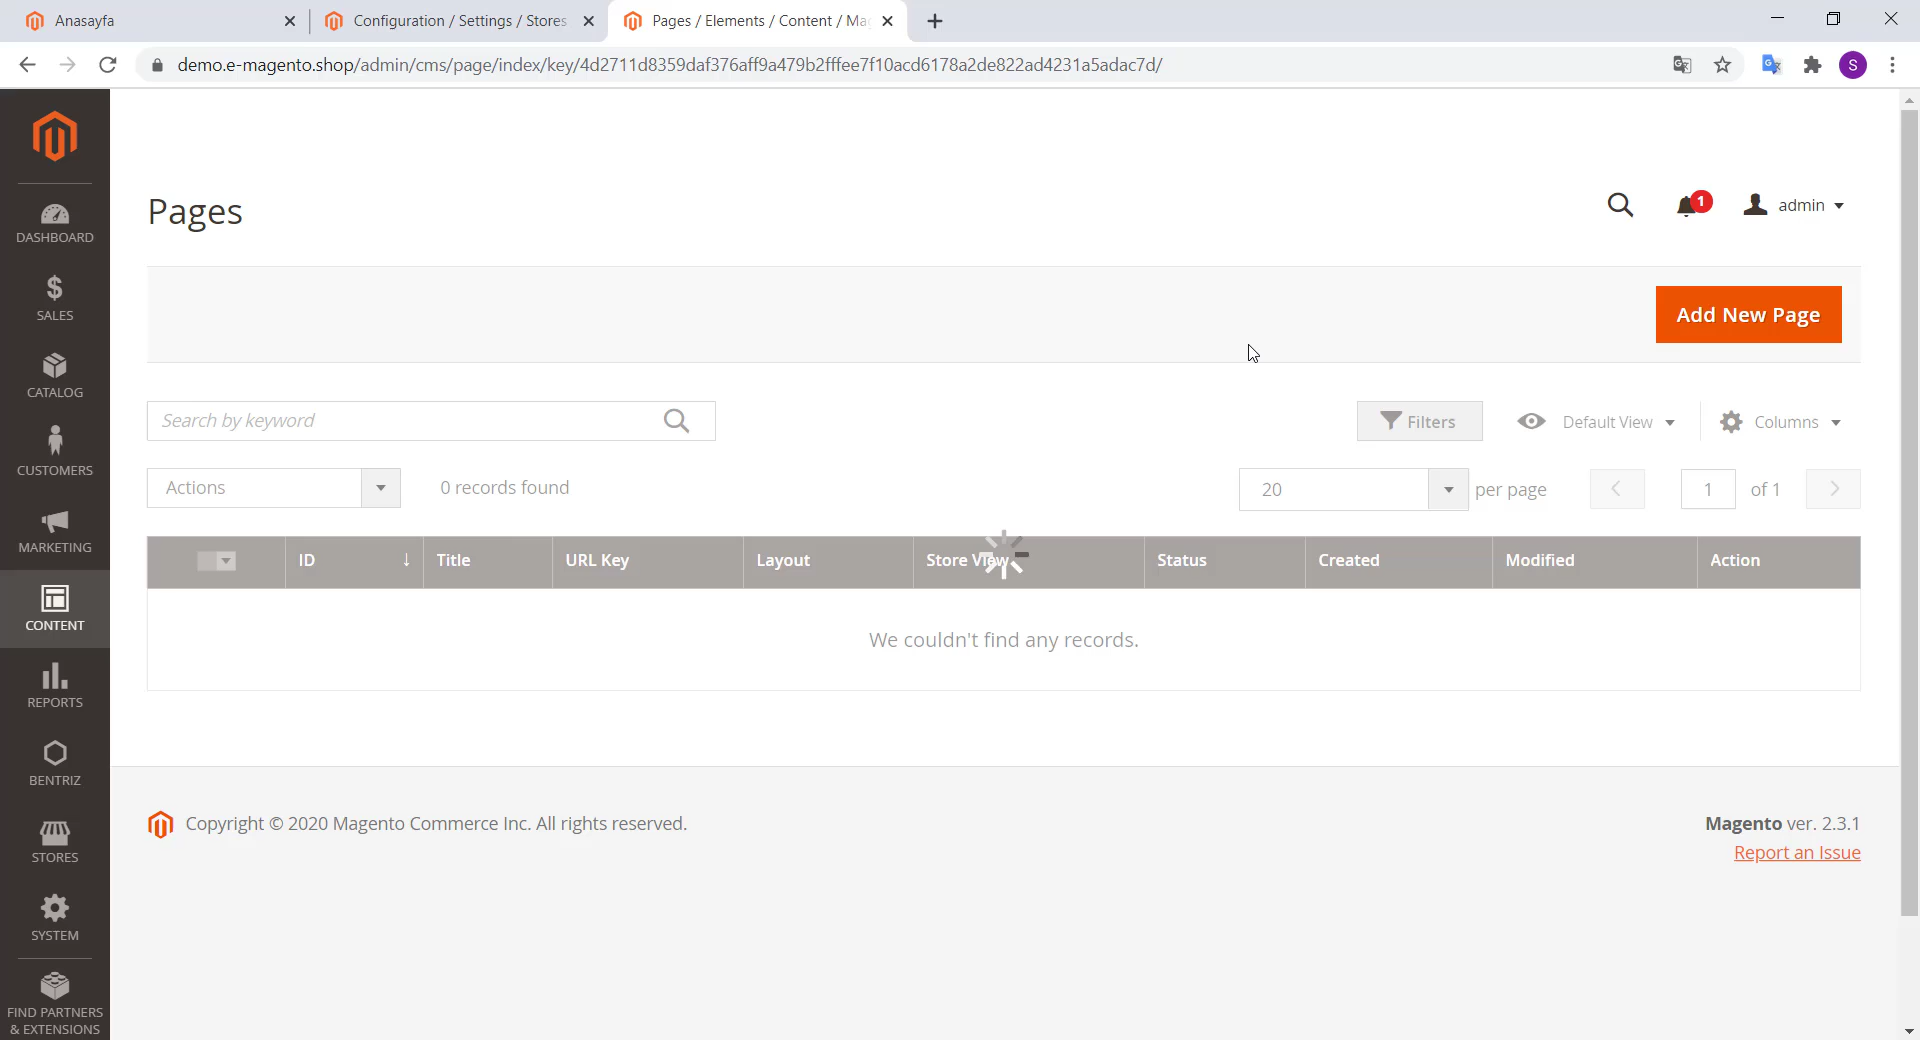 Anasayfa
Configuration / Settings / Stores
Pages / Elements / Content / Ma
demo.e-magento.shop/admin/cms/page/index/key/4d2711d8359daf376aff9a479b2fffee7f10acd6178a2de822ad4231a5adac7d/
S
DASHBOARD
SALES
CATALOG
CUSTOMERS
MARKETING
CONTENT
REPORTS
BENTRIZ
STORES
SYSTEM
FIND PARTNERS
& EXTENSIONS
Pages
1
admin
Add New Page
Search by keyword
Filters
Default View
Columns
Actions
0 records found
20
per page
1
of 1
ID
Title
URL Key
Layout
Store View
Status
Created
Modified
Action
We couldn't find any records.
Copyright © 2020 Magento Commerce Inc. All rights reserved.
Magento ver. 2.3.1
Report an Issue